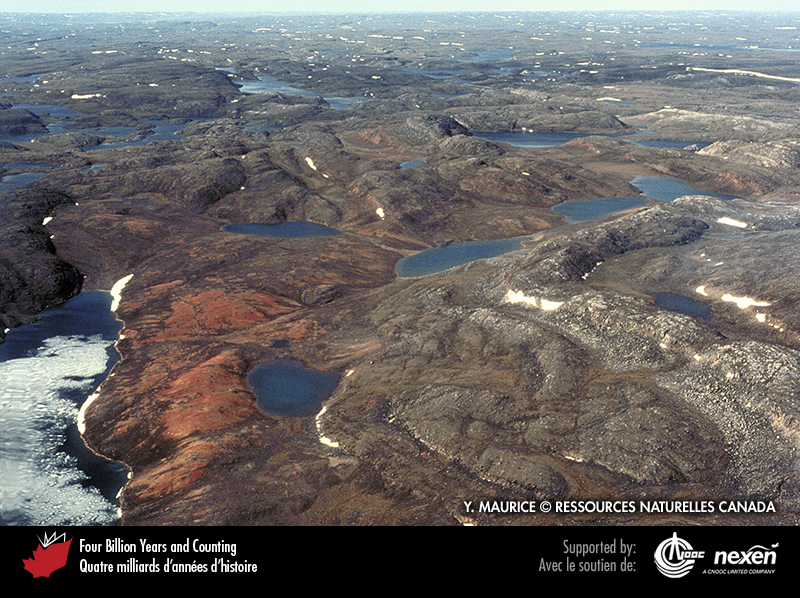 Y. MAURICE © RESSOURCES NATURELLES CANADA
Four Billion Years and Counting
Quatre milliards d'années d'histoire
Supported by:
Avec le soutien de:
CNOOC
nexen
A CNOOC LIMITED COMPANY